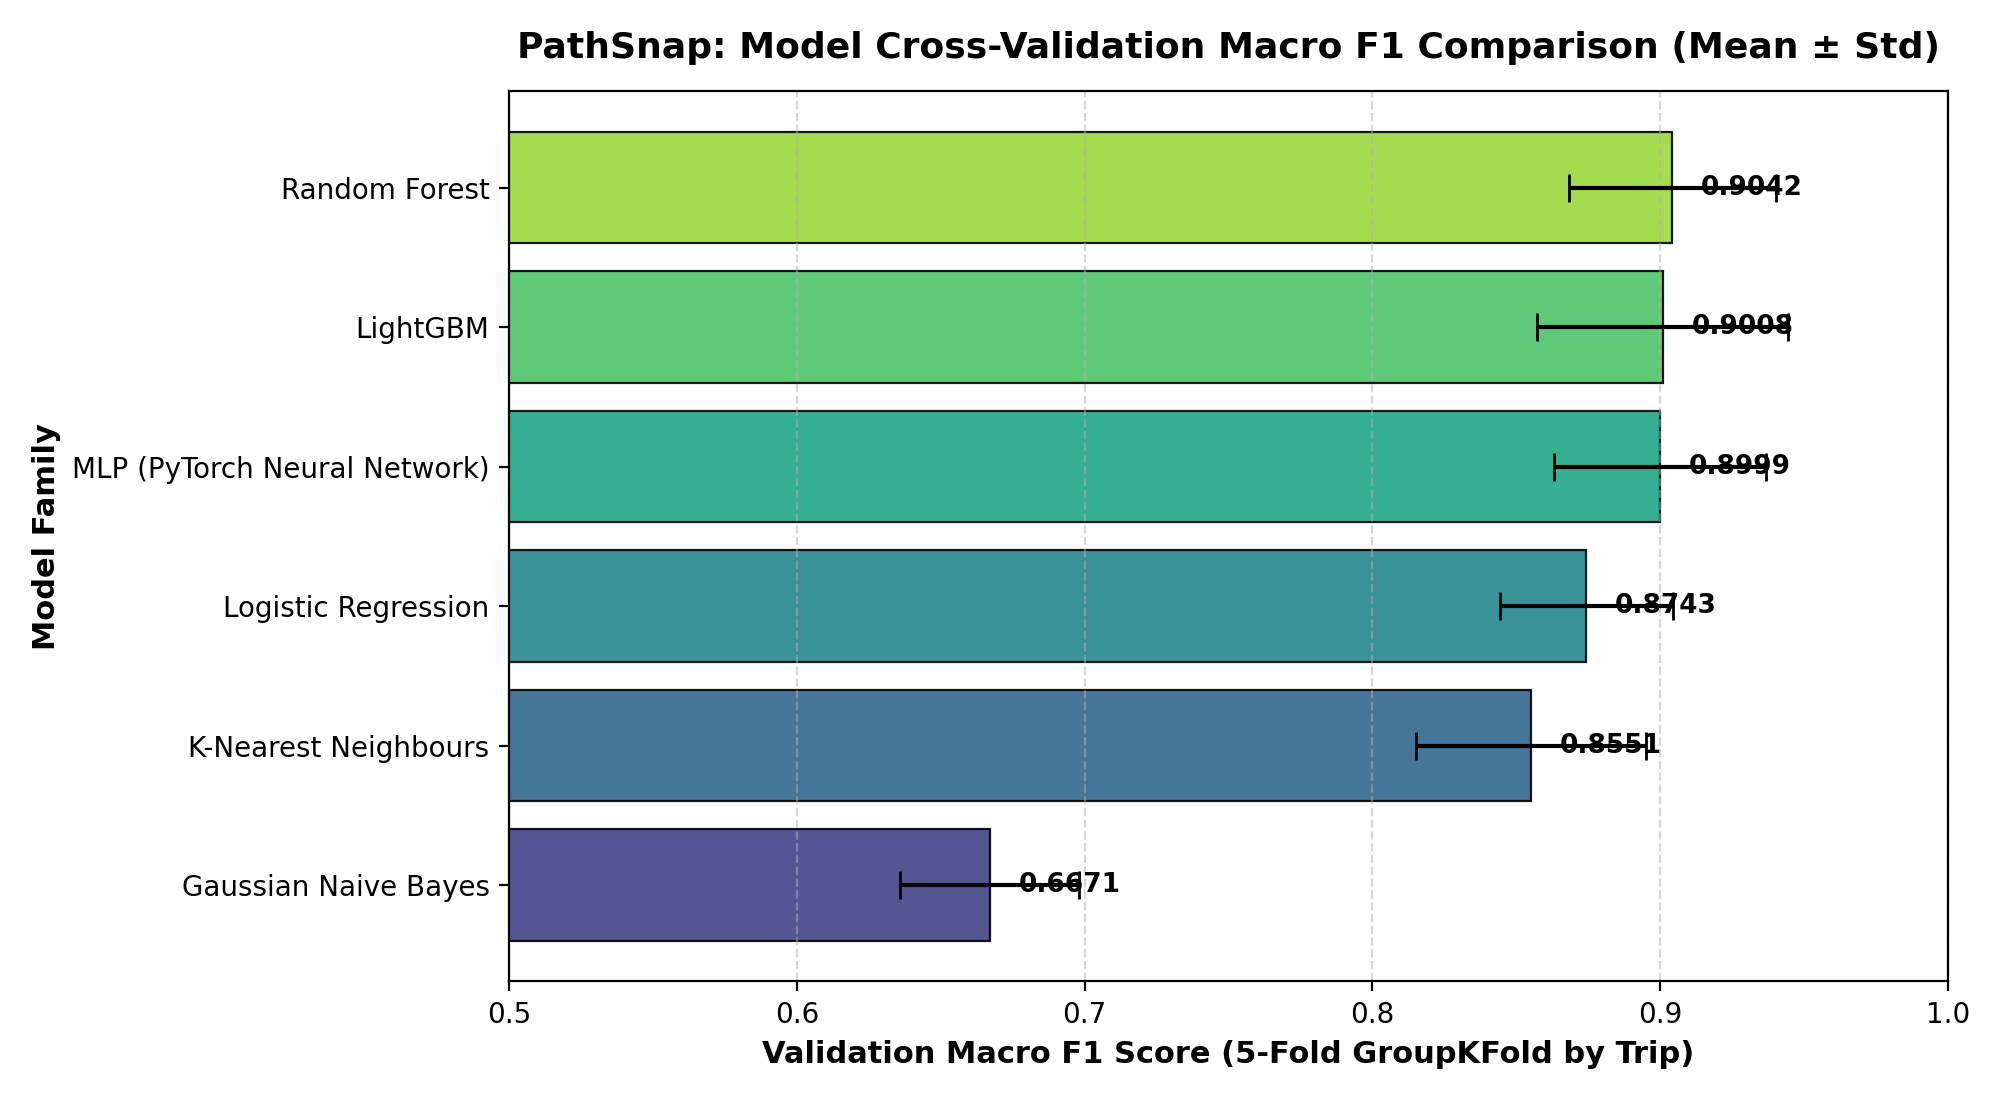 PathSnap: Model Cross-Validation Macro F1 Comparison (Mean ± Std)
Model Family
Random Forest
0.9042
LightGBM
0.9008
MLP (PyTorch Neural Network)
0.8999
Logistic Regression
0.8743
K-Nearest Neighbours
0.8551
Gaussian Naive Bayes
0.6671
0.5 0.6 0.7 0.8 0.9 1.0
Validation Macro F1 Score (5-Fold GroupKFold by Trip)